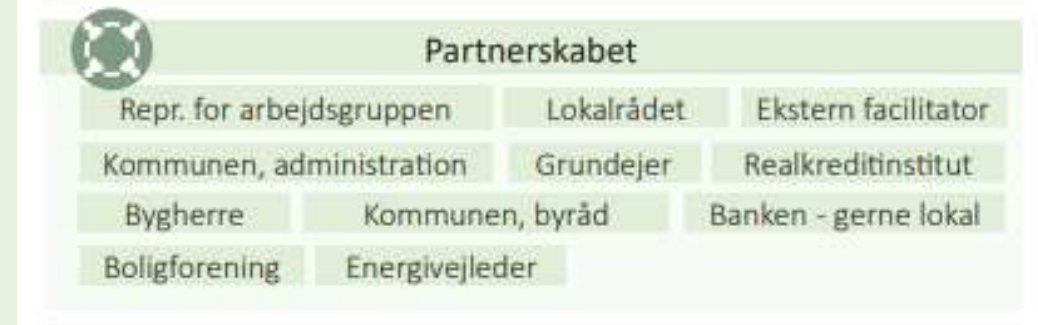 Partnerskabet
Repr. for arbejdsgruppen Lokalrådet Ekstern facilitator
Kommunen, administration Grundejer Realkreditinstitut
Bygherre Kommunen, byråd Banken - gerne lokal
Boligforening Energivejleder